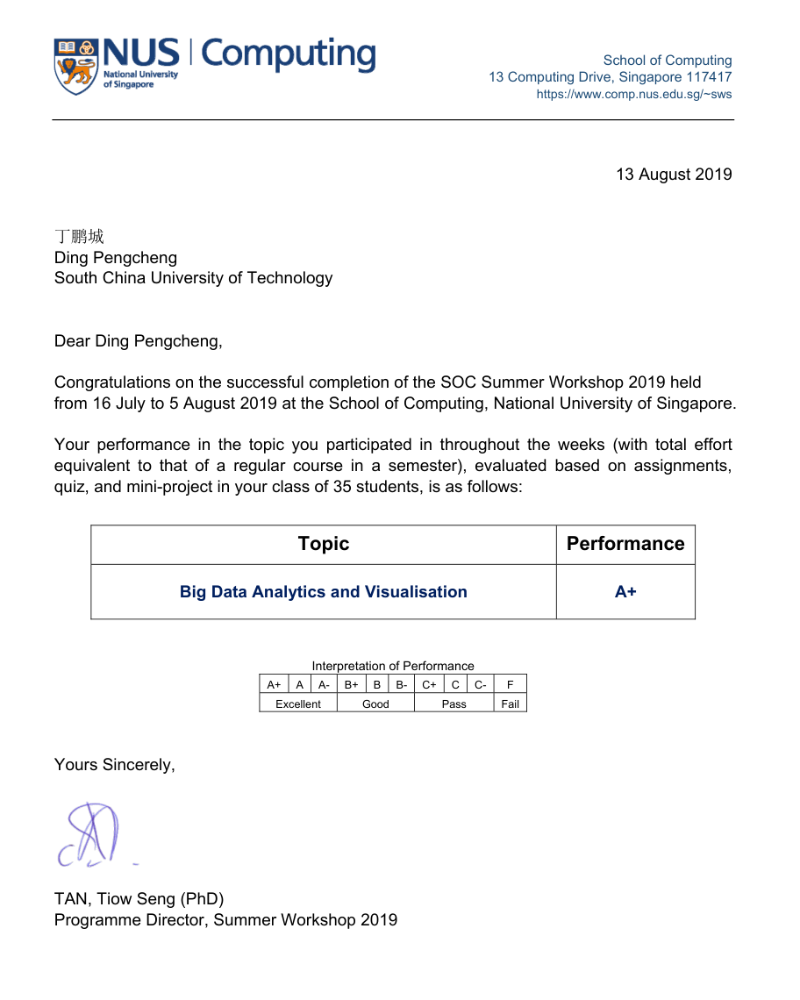 NUS | Computing
National University
of Singapore
School of Computing
13 Computing Drive, Singapore 117417
https://www.comp.nus.edu.sg/~sws
13 August 2019
丁鹏城
Ding Pengcheng
South China University of Technology
Dear Ding Pengcheng,
Congratulations on the successful completion of the SOC Summer Workshop 2019 held
from 16 July to 5 August 2019 at the School of Computing, National University of Singapore.
Your performance in the topic you participated in throughout the weeks (with total effort
equivalent to that of a regular course in a semester), evaluated based on assignments,
quiz, and mini-project in your class of 35 students, is as follows:
Topic Performance
Big Data Analytics and Visualisation A+
Interpretation of Performance
A+ A A- B+ B B- C+ C C- F
Excellent Good Pass Fail
Yours Sincerely,
TAN, Tiow Seng (PhD)
Programme Director, Summer Workshop 2019